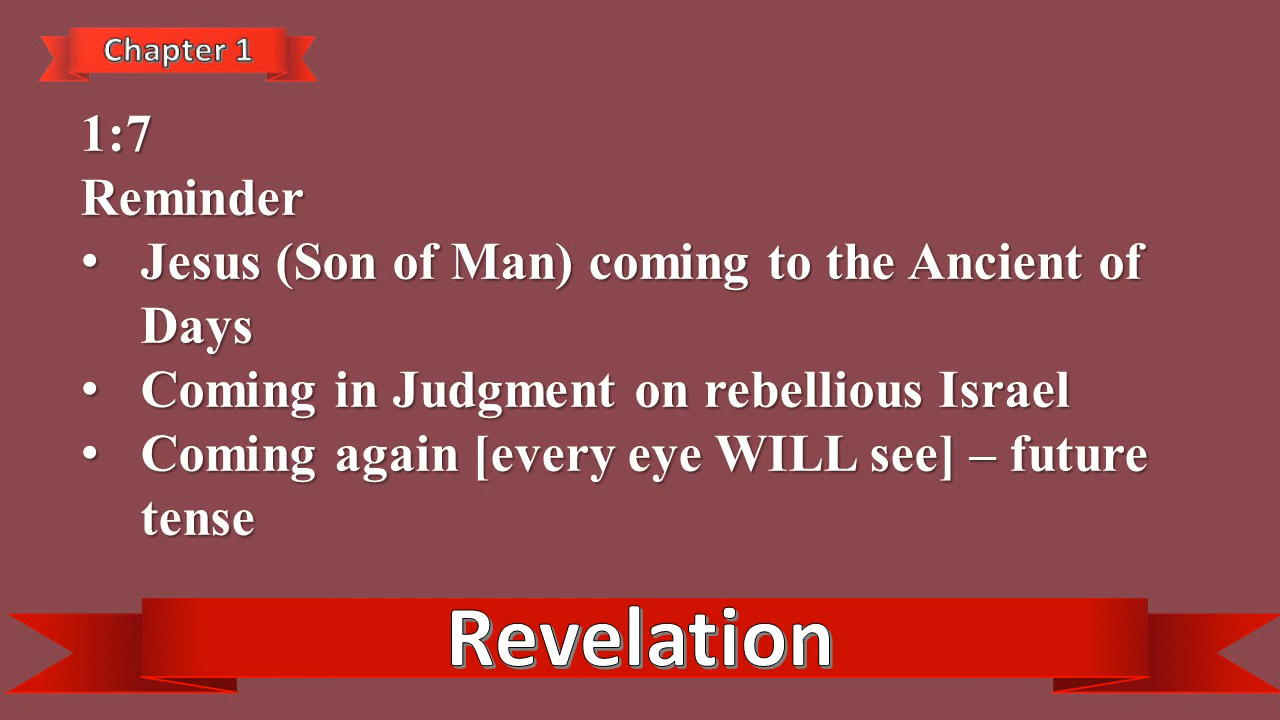 Chapter 1
1:7
Reminder
• Jesus (Son of Man) coming to the Ancient of
Days
• Coming in Judgment on rebellious Israel
• Coming again [every eye WILL see] – future
tense
Revelation